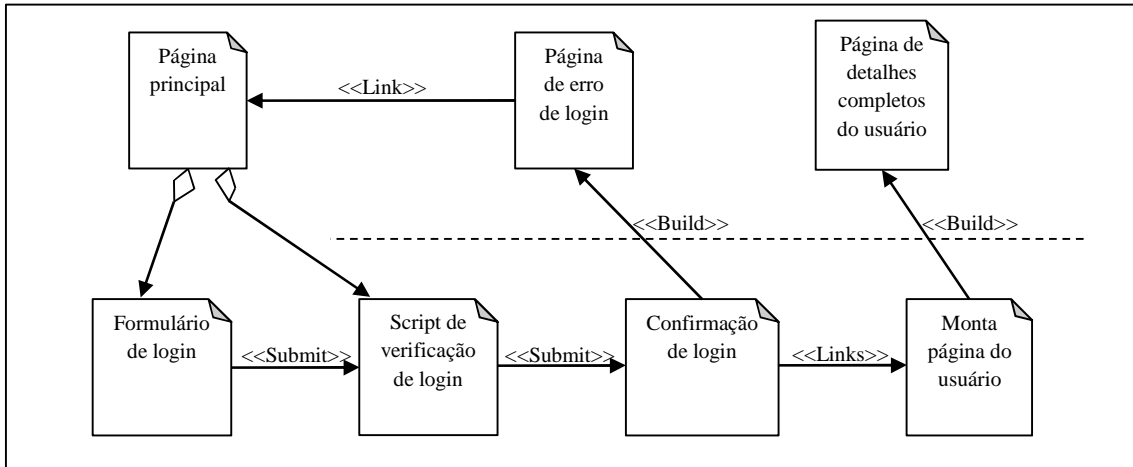 Página
principal
<<Link>>
Página
de erro
de login
Página de
detalhes
completos
do usuário
<<Build>>
<<Build>>
Formulário
de login
<<Submit>>
Script de
verificação
de login
<<Submit>>
Confirmação
de login
<<Links>>
Monta
página do
usuário